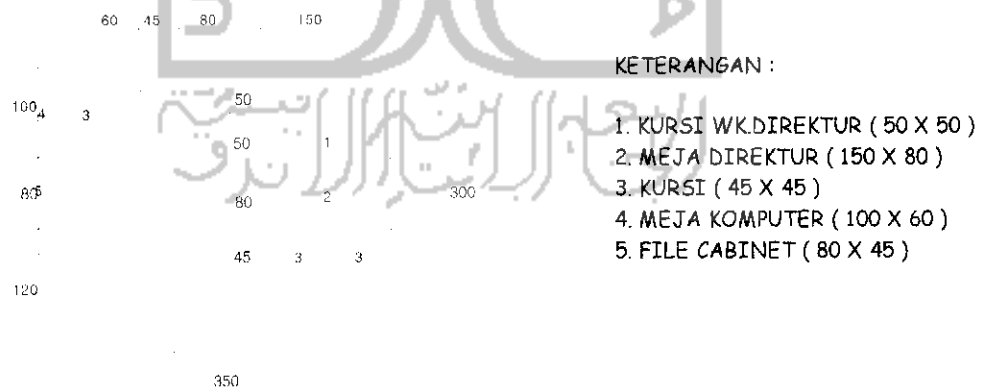 60 45 80 150
KETERANGAN :
100 4 3 50
1. KURSI WK.DIREKTUR ( 50 X 50 )
50 1
2. MEJA DIREKTUR ( 150 X 80 )
80 5 80 2 300
3. KURSI ( 45 X 45 )
4. MEJA KOMPUTER ( 100 X 60 )
45 3 3
5. FILE CABINET ( 80 X 45 )
120
350